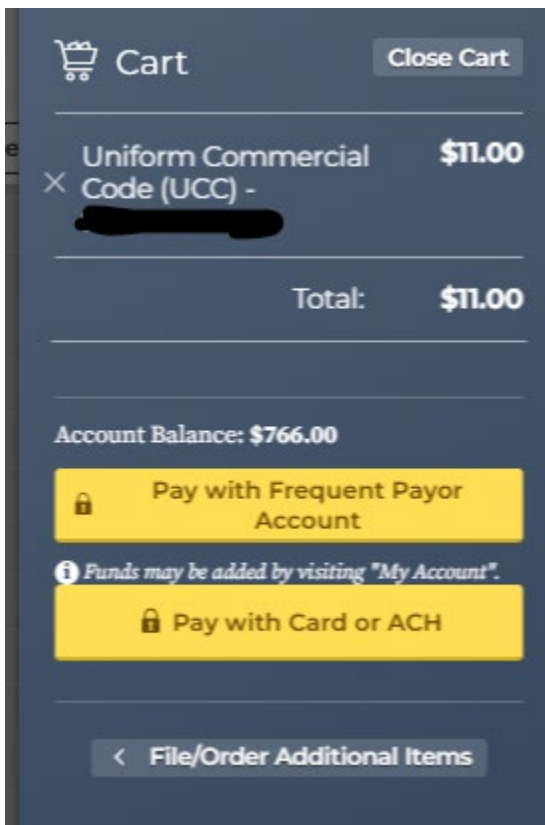 Cart
Close Cart
Uniform Commercial $11.00
Code (UCC) -
Total: $11.00
Account Balance: $766.00
Pay with Frequent Payor
Account
Funds may be added by visiting "My Account".
Pay with Card or ACH
File/Order Additional Items